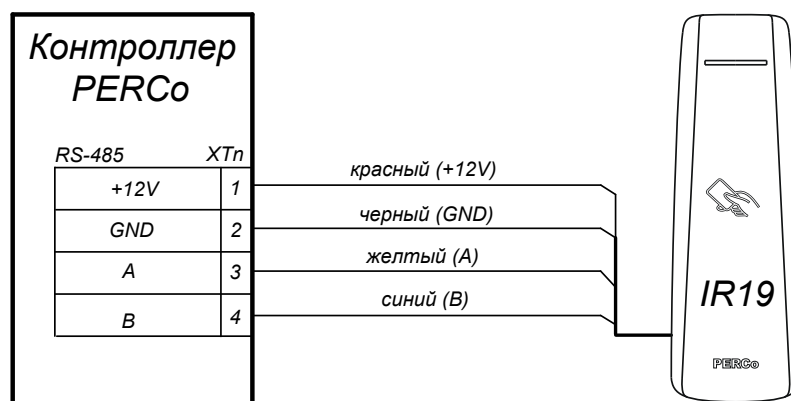 Контроллер
PERCo
RS-485 XTn
+12V 1
GND 2
A 3
B 4
красный (+12V)
черный (GND)
желтый (A)
синий (B)
IR19
PERCo